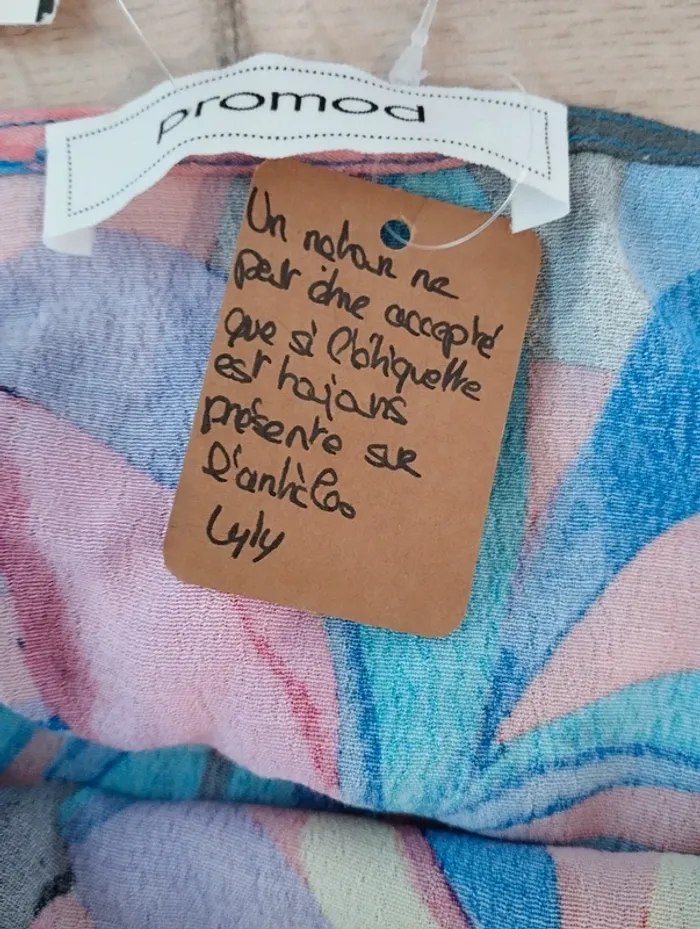 promod
Un retour ne
peut être accepté
que si l'étiquette
est toujours
présente sur
l'article.
Lyly